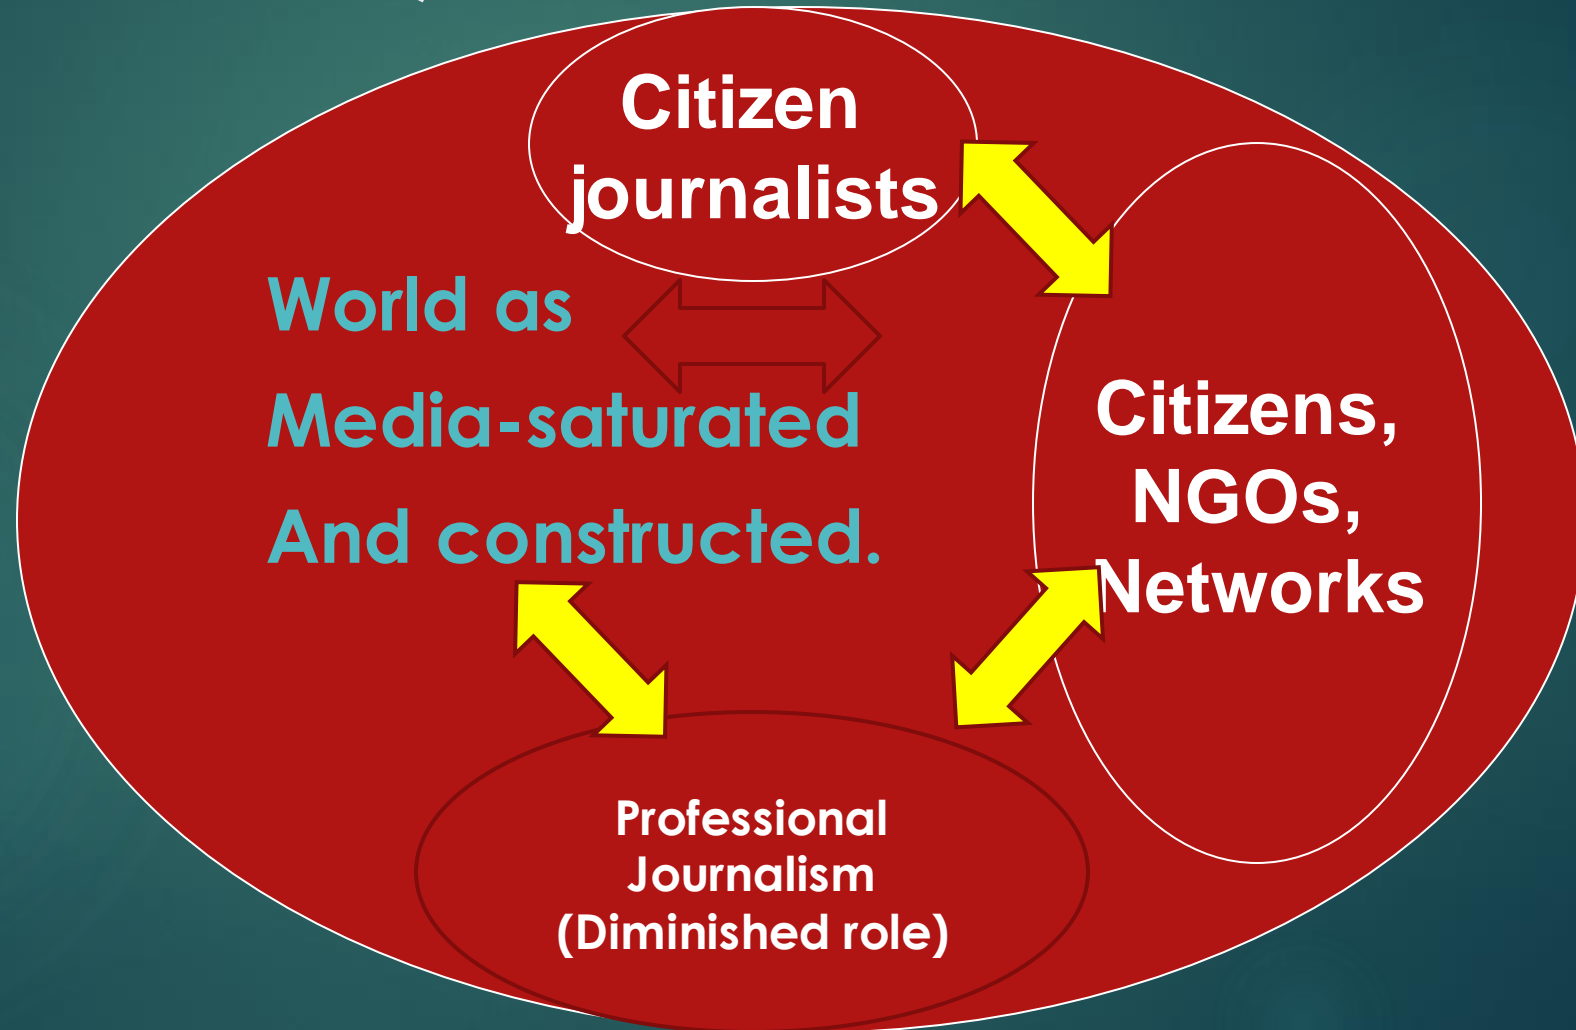 Citizen
journalists
World as
Media-saturated
And constructed.
Citizens,
NGOs,
Networks
Professional
Journalism
(Diminished role)